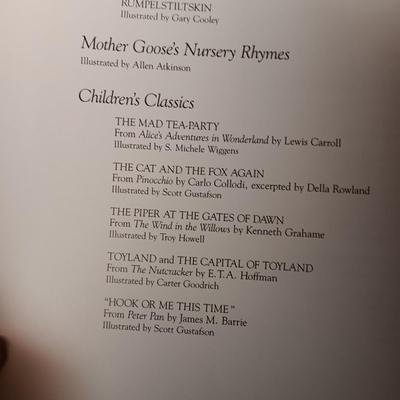 RUMPELSTILTSKIN
Illustrated by Gary Cooley
Mother Goose's Nursery Rhymes
Illustrated by Allen Atkinson
Children's Classics
THE MAD TEA-PARTY
From Alice's Adventures in Wonderland by Lewis Carroll
Illustrated by S. Michele Wiggens
THE CAT AND THE FOX AGAIN
From Pinocchio by Carlo Collodi, excerpted by Della Rowland
Illustrated by Scott Gustafson
THE PIPER AT THE GATES OF DAWN
From The Wind in the Willows by Kenneth Grahame
Illustrated by Troy Howell
TOYLAND and THE CAPITAL OF TOYLAND
From The Nutcracker by E.T.A. Hoffman
Illustrated by Carter Goodrich
"HOOK OR ME THIS TIME"
From Peter Pan by James M. Barrie
Illustrated by Scott Gustafson